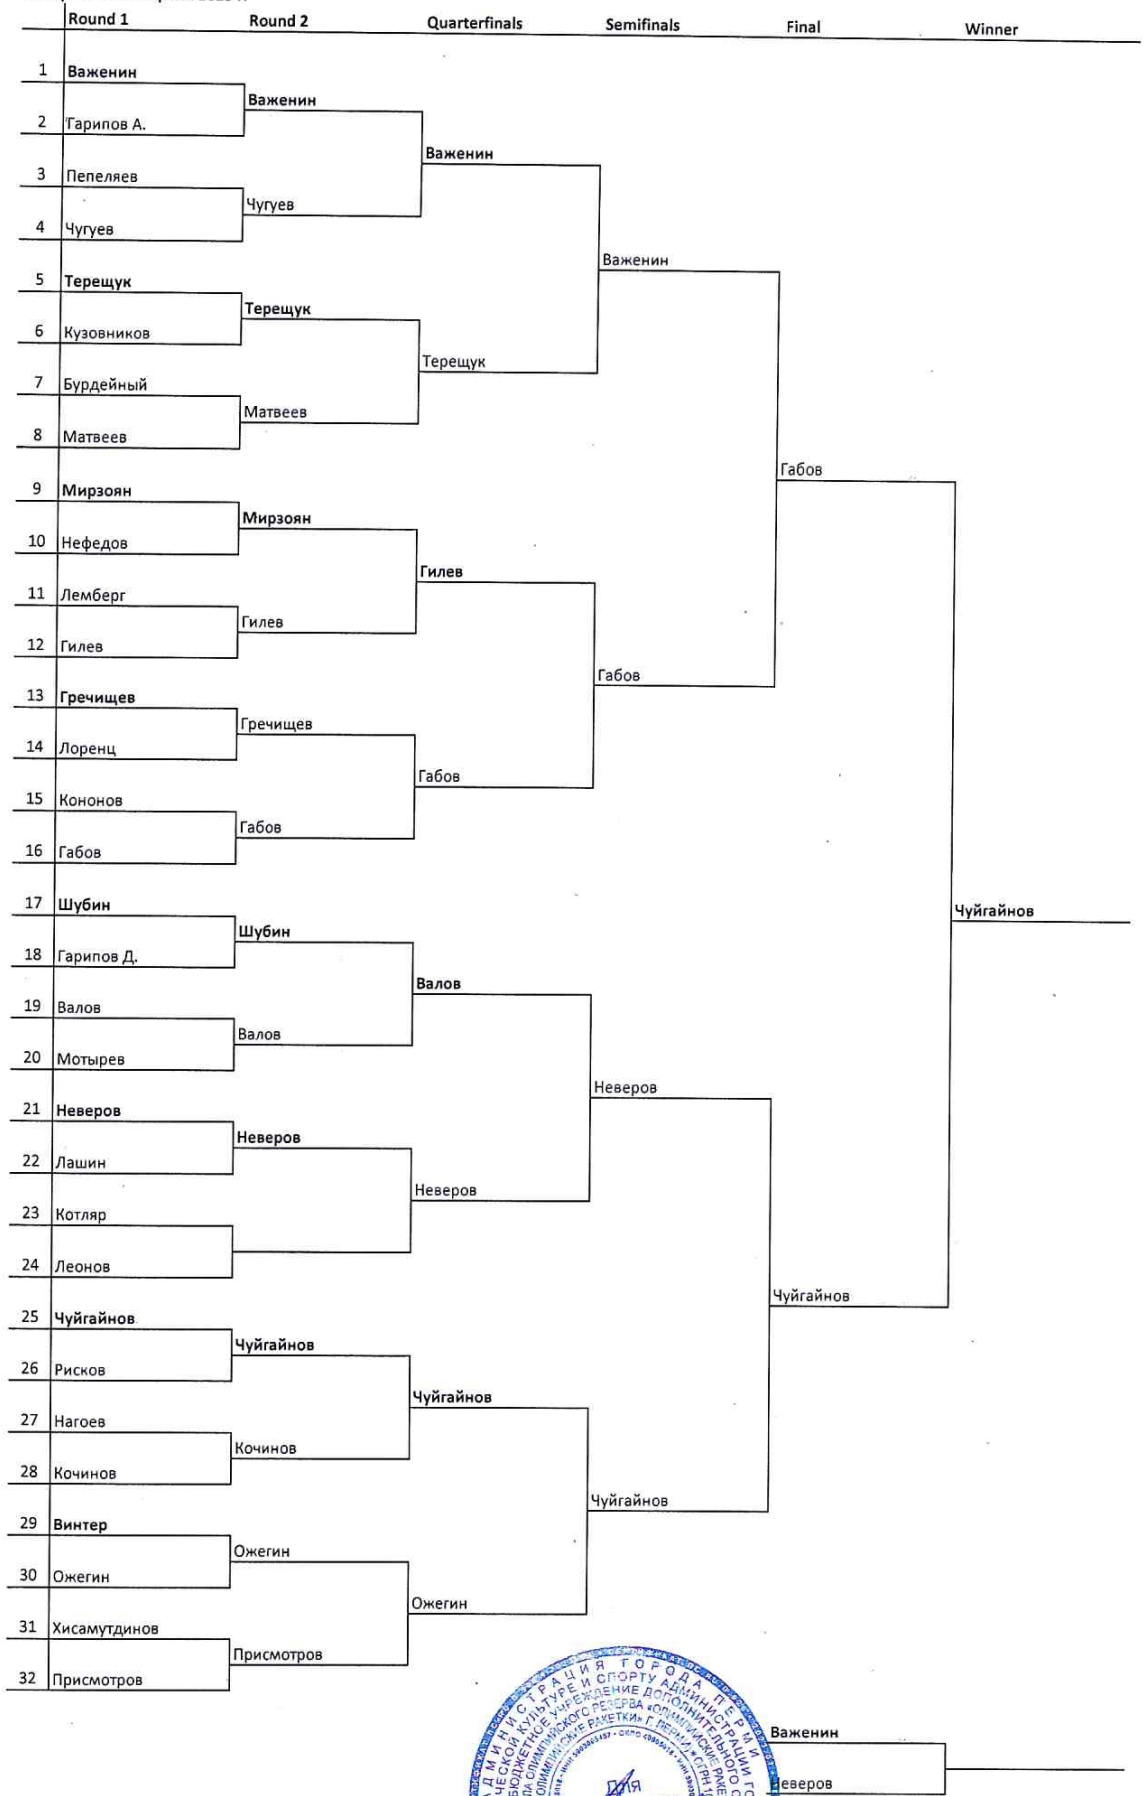 Round 1 Round 2 Quarterfinals Semifinals Final Winner
1 Важенин
Важенин
2 Гарипов А.
Важенин
3 Пепеляев
Чугуев
4 Чугуев
Важенин
5 Терещук
Терещук
6 Кузовников
Терещук
7 Бурдейный
Матвеев
8 Матвеев
Габов
9 Мирзоян
Мирзоян
10 Нефедов
Гилев
11 Лемберг
Гилев
12 Гилев
Габов
13 Гречищев
Гречищев
14 Лоренц
Габов
15 Кононов
Габов
16 Габов
17 Шубин
Чуйгайнов
Шубин
18 Гарипов Д.
Валов
19 Валов
Валов
20 Мотырев
Неверов
21 Неверов
Неверов
22 Лашин
Неверов
23 Котляр
24 Леонов
Чуйгайнов
25 Чуйгайнов
Чуйгайнов
26 Рисков
Чуйгайнов
27 Нагоев
Кочинов
28 Кочинов
Чуйгайнов
29 Винтер
Ожегин
30 Ожегин
Ожегин
31 Хисамутдинов
Присмотров
32 Присмотров
АДМИНИСТРАЦИЯ ГОРОДА ПЕРМИ
Важенин
Неверов
Для